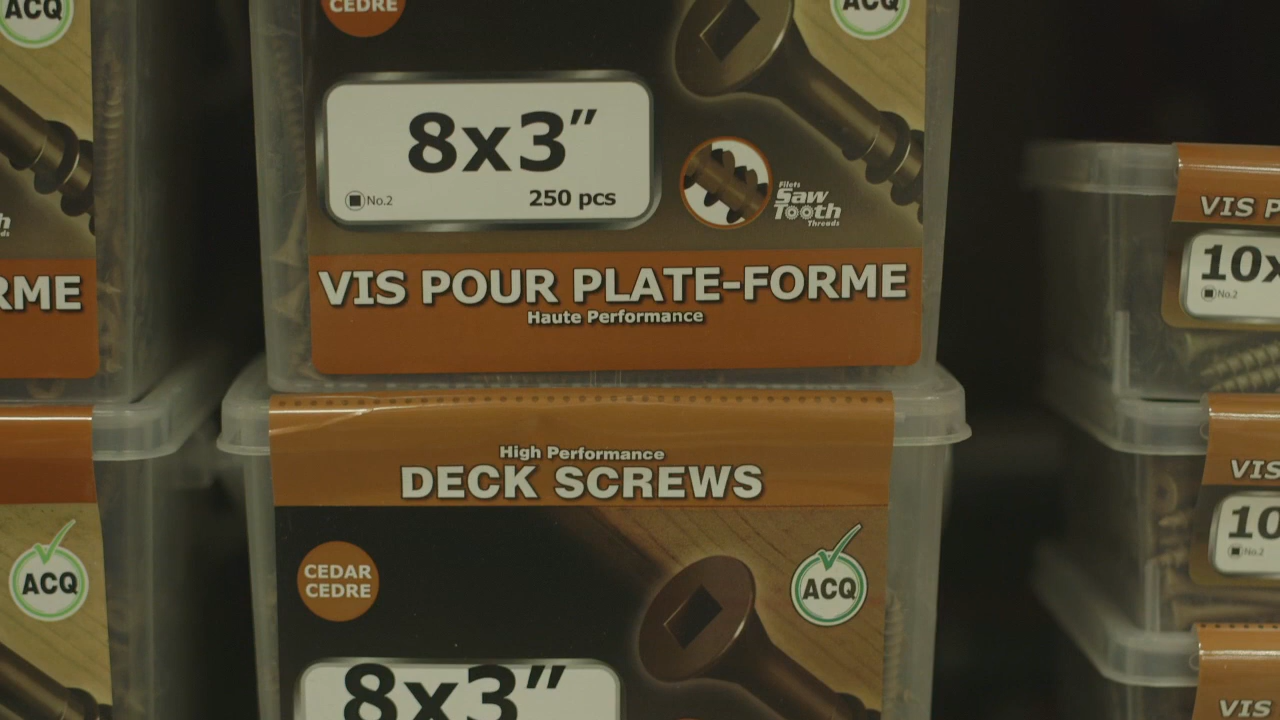 ACQ
CEDRE
ACQ
8x3"
No.2
250 pcs
Filets
Saw
Tooth
Threads
VIS POUR PLATE-FORME
Haute Performance
RME
High Performance
DECK SCREWS
CEDAR
CEDRE
ACQ
8x3"
ACQ
VIS P
10x
No.2
VIS
10
No.2
VIS